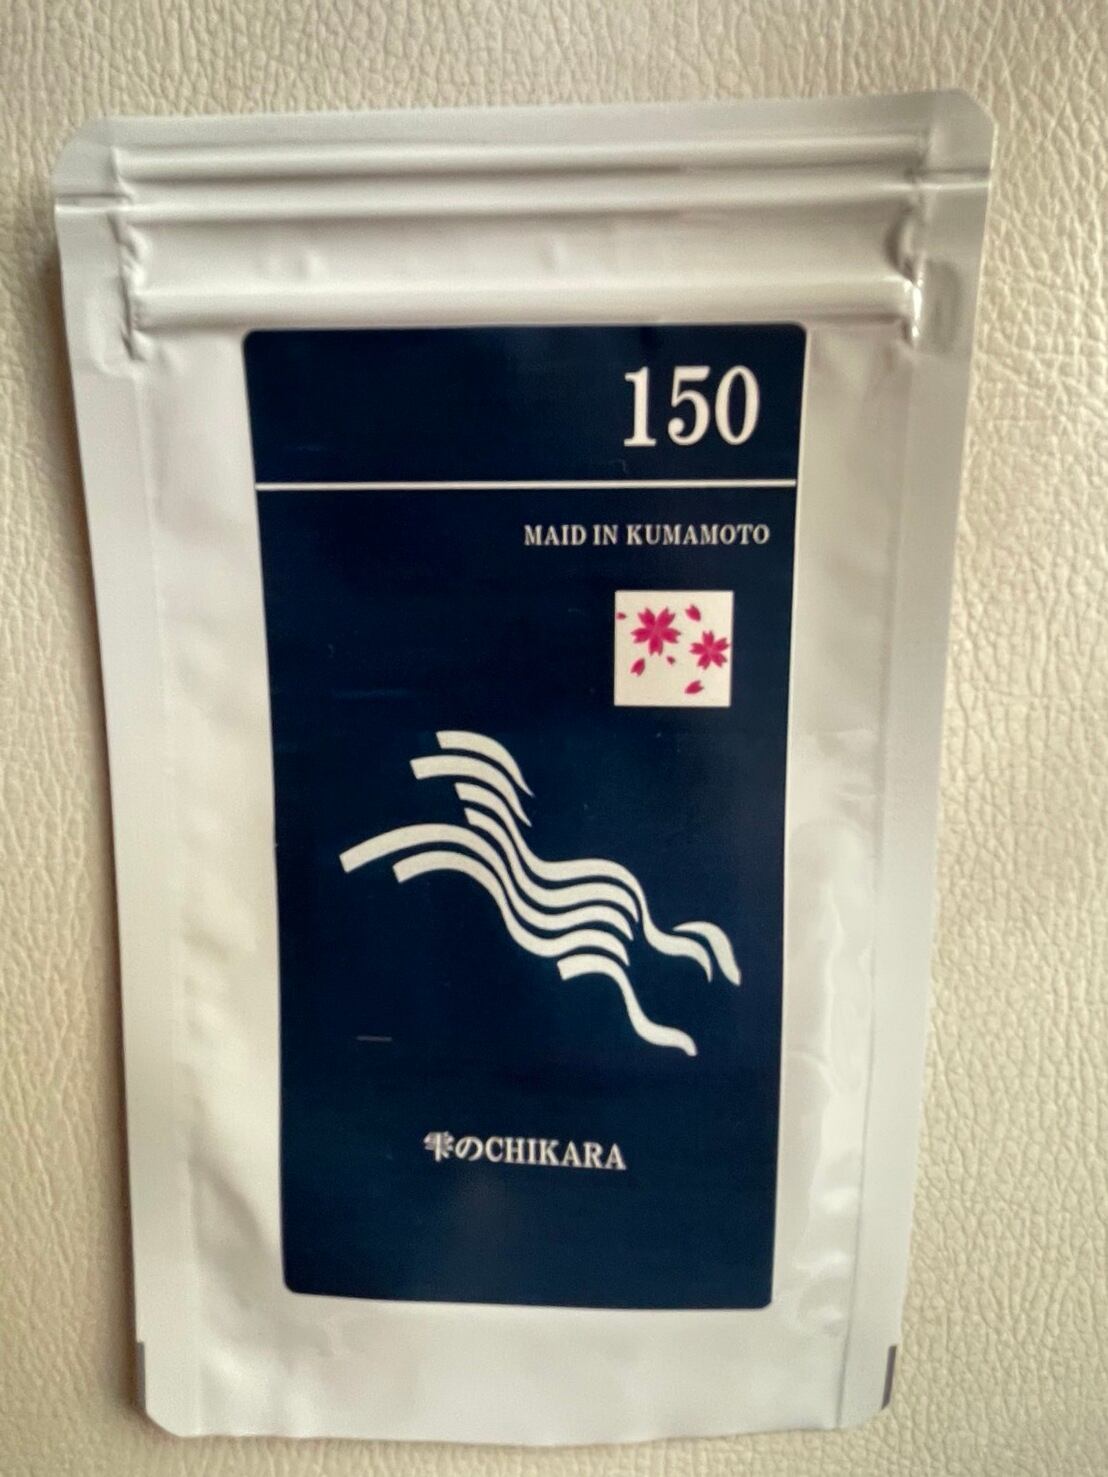 150
MAID IN KUMAMOTO
雫のCHIKARA